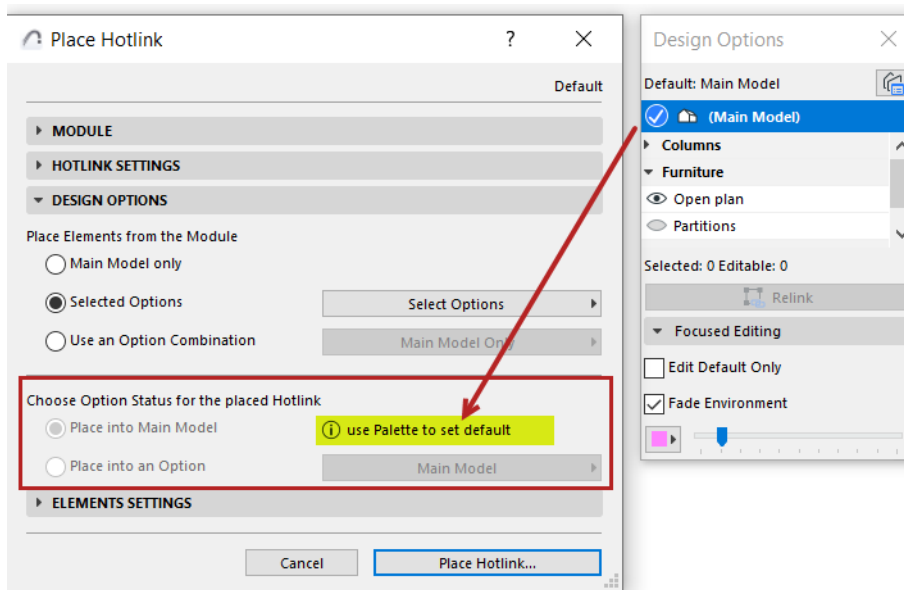 Place Hotlink ? 
Default
MODULE
HOTLINK SETTINGS
DESIGN OPTIONS
Place Elements from the Module
Main Model only
Selected Options Select Options
Use an Option Combination Main Model Only
Choose Option Status for the placed Hotlink
Place into Main Model use Palette to set default
Place into an Option Main Model
ELEMENTS SETTINGS
Cancel Place Hotlink...
Design Options
Default: Main Model
(Main Model)
Columns
Furniture
Open plan
Partitions
Selected: 0 Editable: 0
Relink
Focused Editing
Edit Default Only
Fade Environment